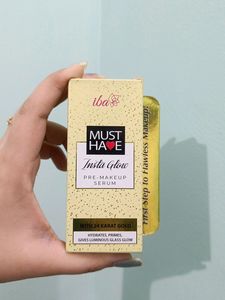 iba
MUST
HAVE
Insta Glow
PRE-MAKEUP
SERUM
WITH 24 KARAT GOLD
HYDRATES, PRIMES,
GIVES LUMINOUS GLASS GLOW
First Step to Flawless Makeup!